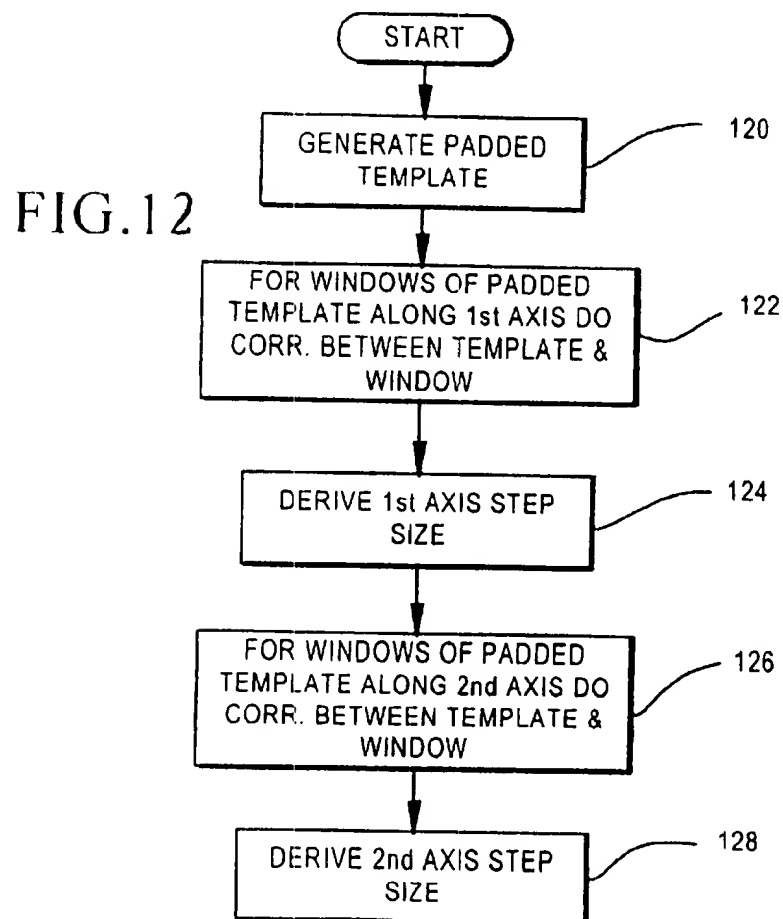 START
GENERATE PADDED
TEMPLATE
120
FIG.12
FOR WINDOWS OF PADDED
TEMPLATE ALONG 1st AXIS DO
CORR. BETWEEN TEMPLATE &
WINDOW
122
DERIVE 1st AXIS STEP
SIZE
124
FOR WINDOWS OF PADDED
TEMPLATE ALONG 2nd AXIS DO
CORR. BETWEEN TEMPLATE &
WINDOW
126
DERIVE 2nd AXIS STEP
SIZE
128